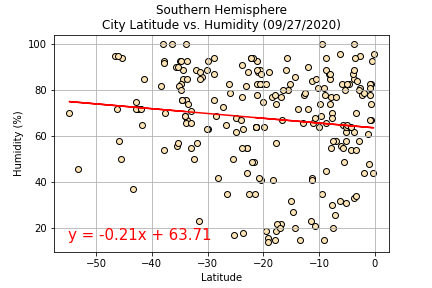 Southern Hemisphere
City Latitude vs. Humidity (09/27/2020)
Humidity (%)
100
80
60
40
20
y = -0.21x + 63.71
−50 −40 −30 −20 −10 0
Latitude